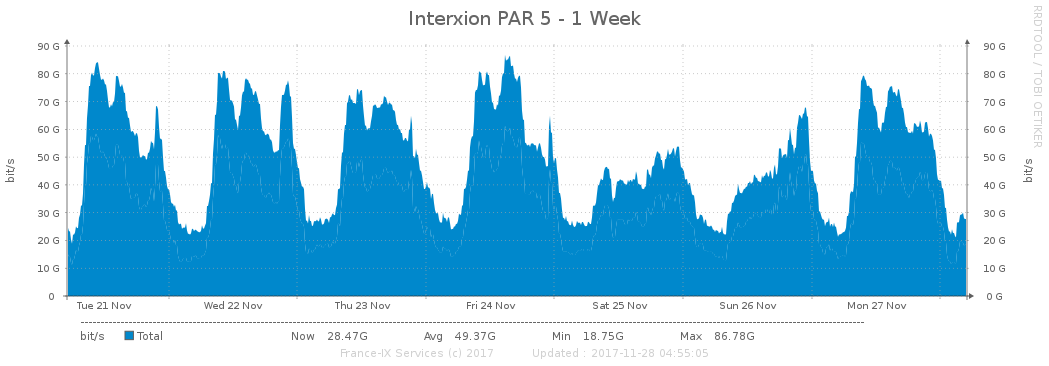 Interxion PAR 5 - 1 Week
RRDTOOL / TOBI OETIKER
bit/s
90 G
80 G
70 G
60 G
50 G
40 G
30 G
20 G
10 G
0
90 G
80 G
70 G
60 G
50 G
40 G
30 G
20 G
10 G
0 G
bit/s
Tue 21 Nov Wed 22 Nov Thu 23 Nov Fri 24 Nov Sat 25 Nov Sun 26 Nov Mon 27 Nov
bit/s Total Now 28.47G Avg 49.37G Min 18.75G Max 86.78G
France-IX Services (c) 2017 Updated : 2017-11-28 04:55:05